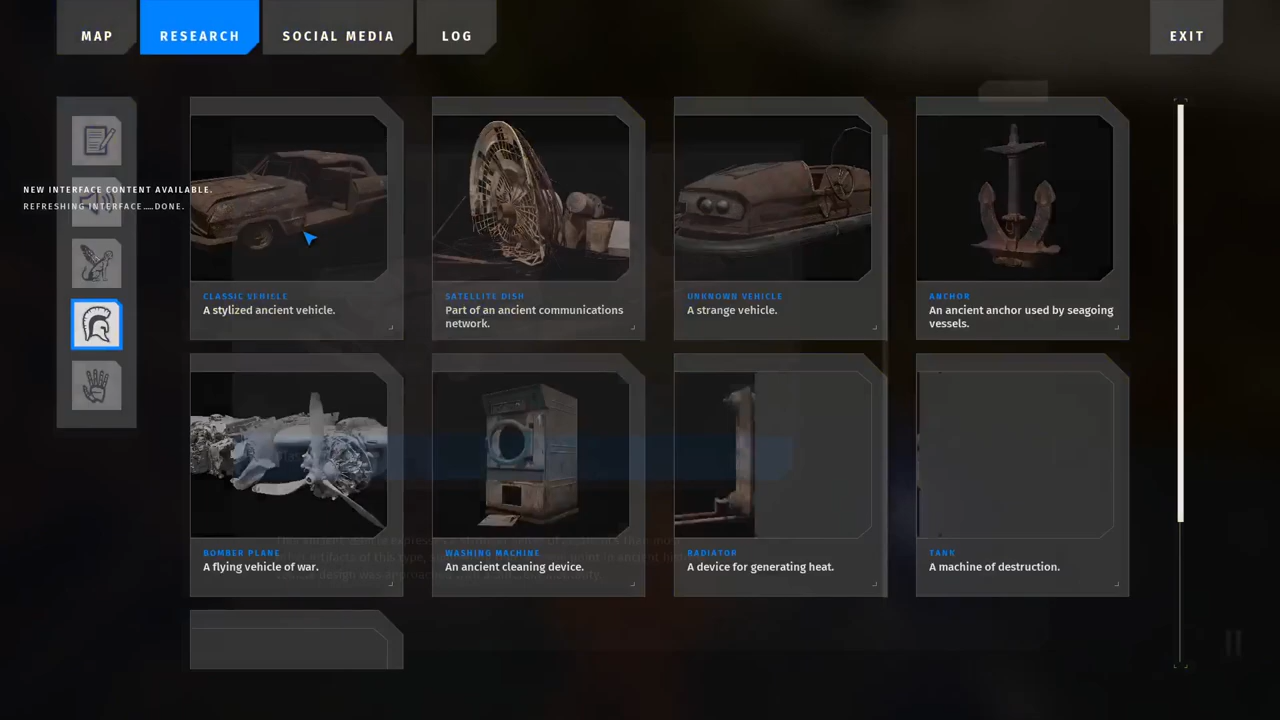 MAP
RESEARCH
SOCIAL MEDIA
LOG
EXIT
NEW INTERFACE CONTENT AVAILABLE.
REFRESHING INTERFACE.....DONE.
CLASSIC VEHICLE
A stylized ancient vehicle.
SATELLITE DISH
Part of an ancient communications
network.
UNKNOWN VEHICLE
A strange vehicle.
ANCHOR
An ancient anchor used by seagoing
vessels.
BOMBER PLANE
A flying vehicle of war.
WASHING MACHINE
An ancient cleaning device.
RADIATOR
A device for generating heat.
TANK
A machine of destruction.